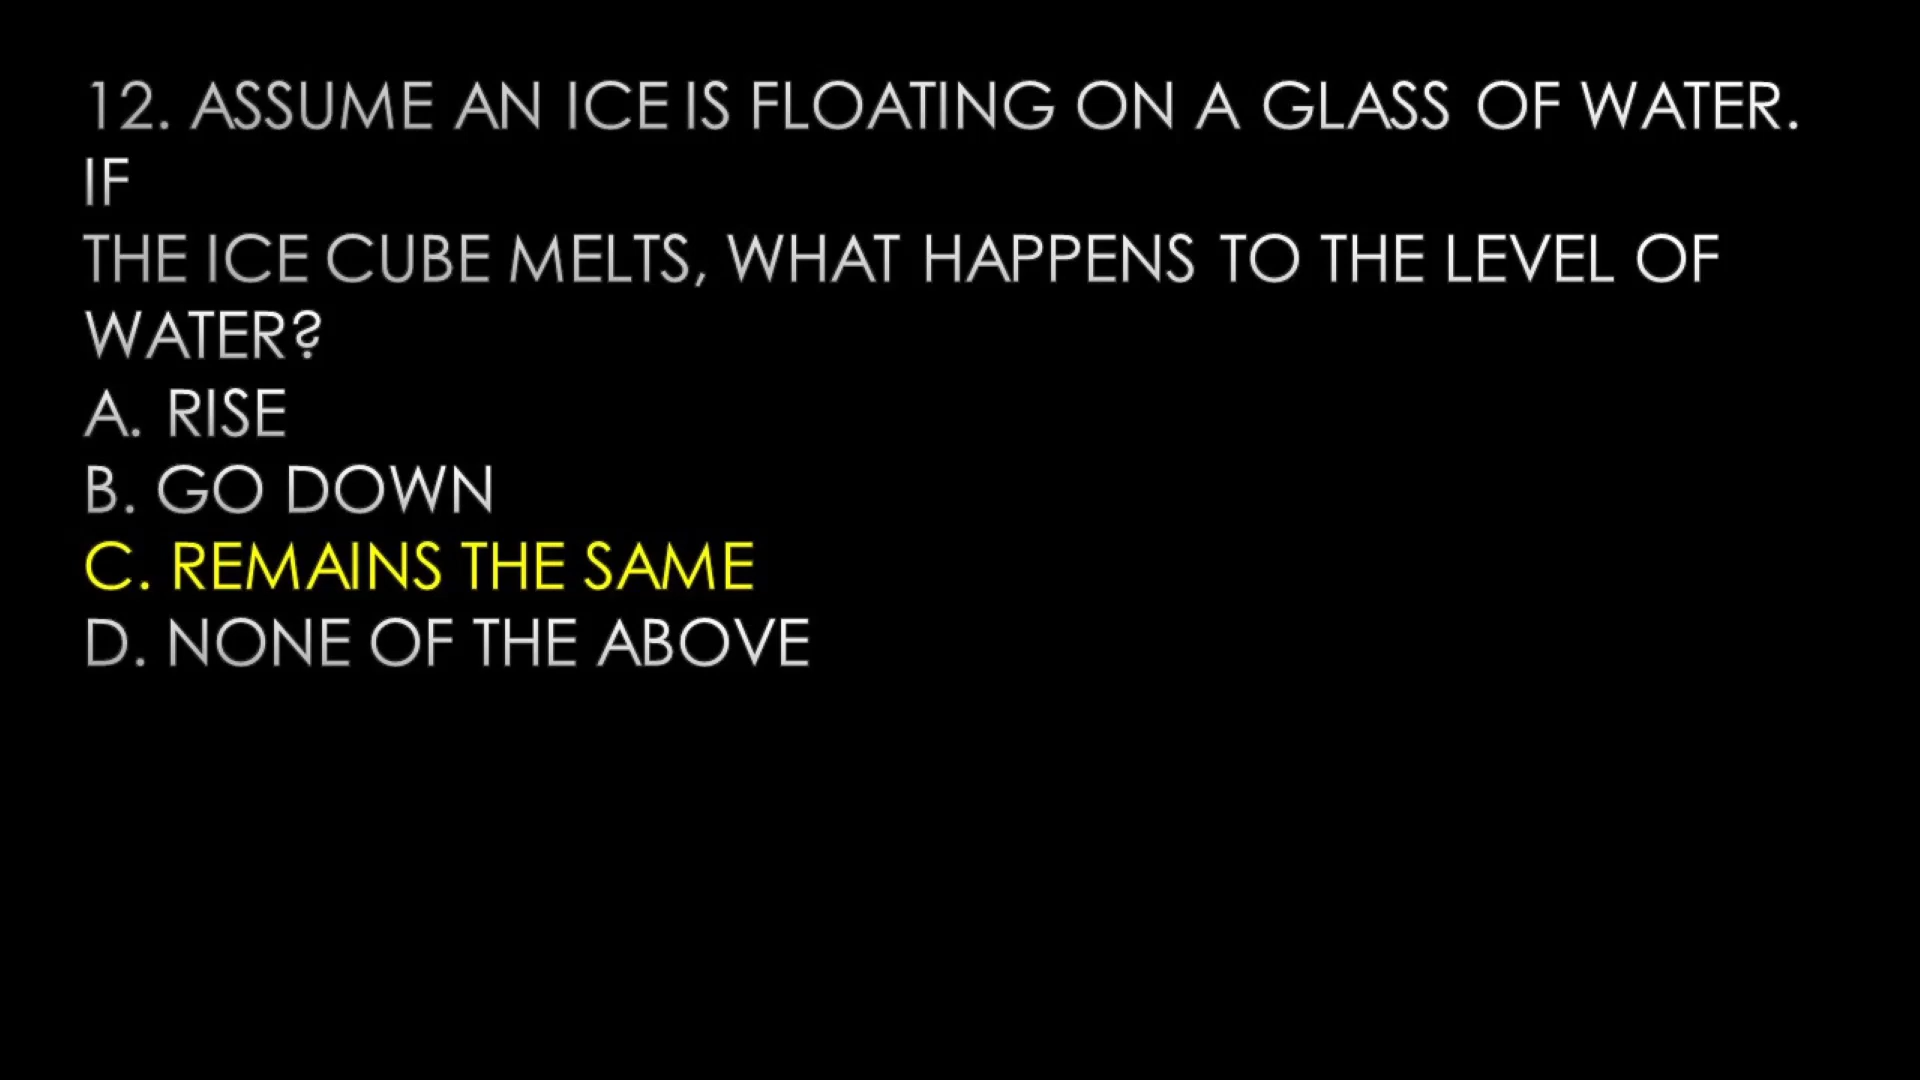 12. ASSUME AN ICE IS FLOATING ON A GLASS OF WATER.
IF
THE ICE CUBE MELTS, WHAT HAPPENS TO THE LEVEL OF
WATER?
A. RISE
B. GO DOWN
C. REMAINS THE SAME
D. NONE OF THE ABOVE